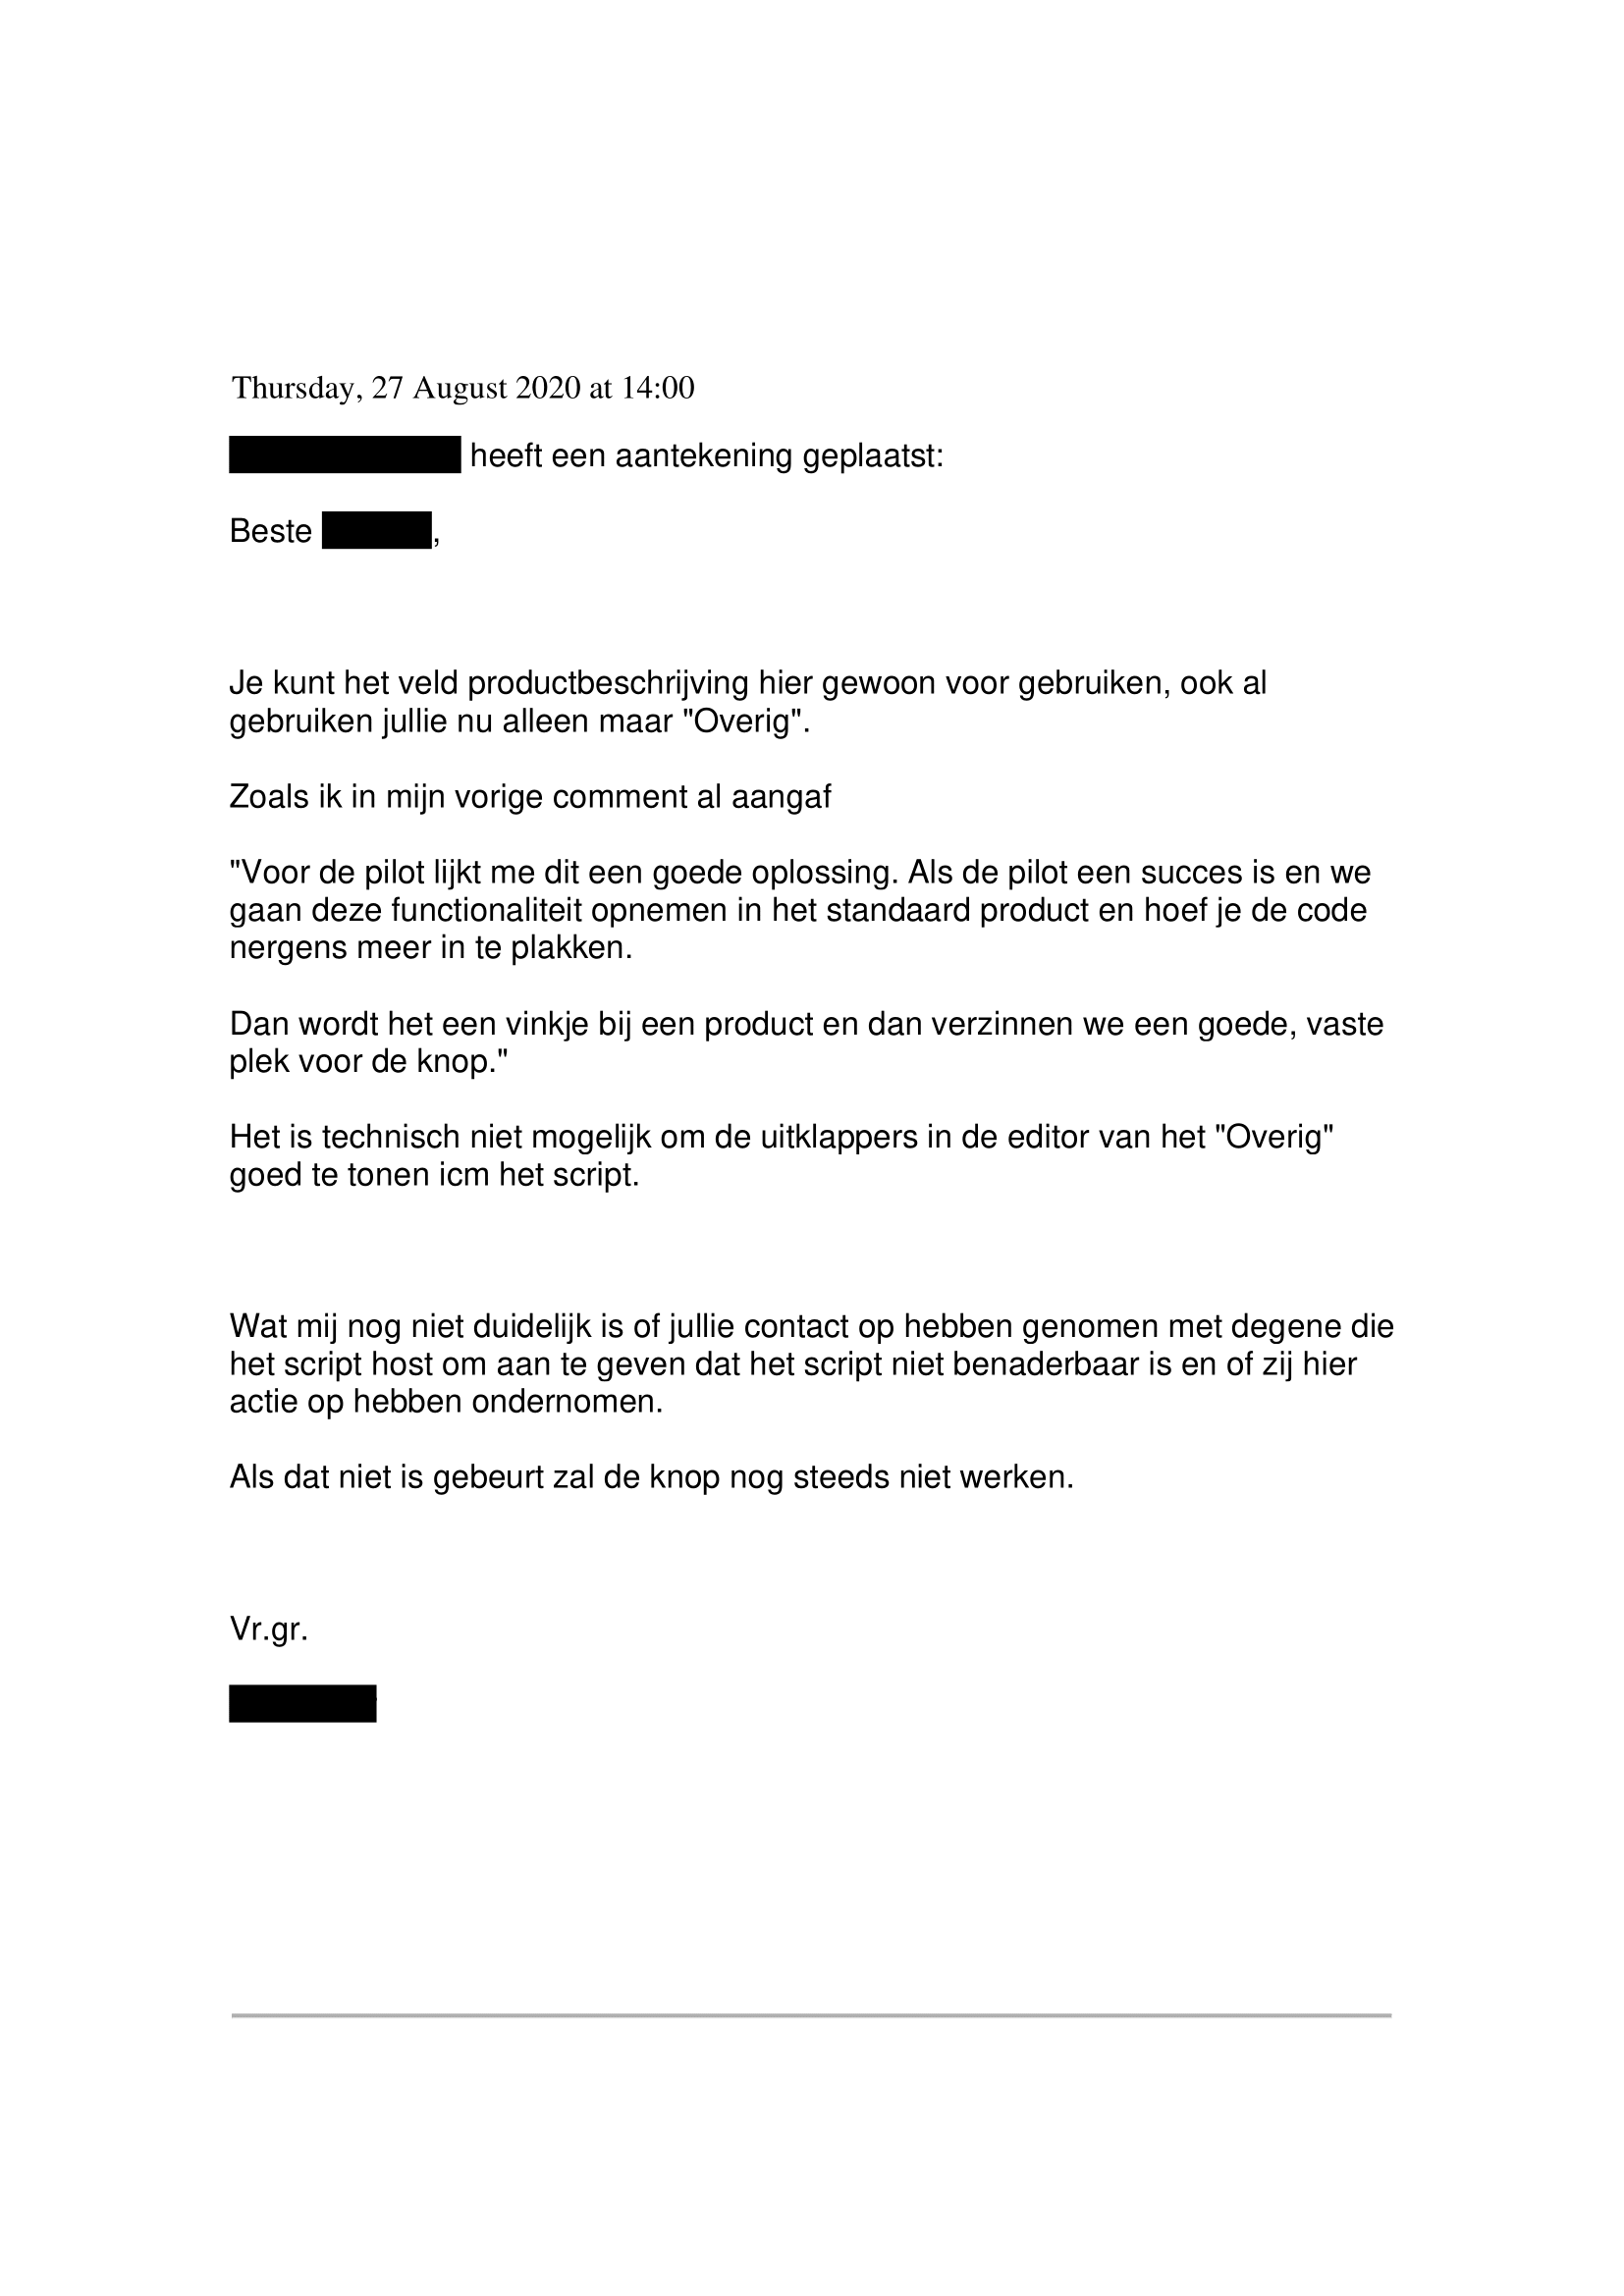 Thursday, 27 August 2020 at 14:00
heeft een aantekening geplaatst:
Beste ,
Je kunt het veld productbeschrijving hier gewoon voor gebruiken, ook al
gebruiken jullie nu alleen maar "Overig".
Zoals ik in mijn vorige comment al aangaf
"Voor de pilot lijkt me dit een goede oplossing. Als de pilot een succes is en we
gaan deze functionaliteit opnemen in het standaard product en hoef je de code
nergens meer in te plakken.
Dan wordt het een vinkje bij een product en dan verzinnen we een goede, vaste
plek voor de knop."
Het is technisch niet mogelijk om de uitklappers in de editor van het "Overig"
goed te tonen icm het script.
Wat mij nog niet duidelijk is of jullie contact op hebben genomen met degene die
het script host om aan te geven dat het script niet benaderbaar is en of zij hier
actie op hebben ondernomen.
Als dat niet is gebeurt zal de knop nog steeds niet werken.
Vr.gr.